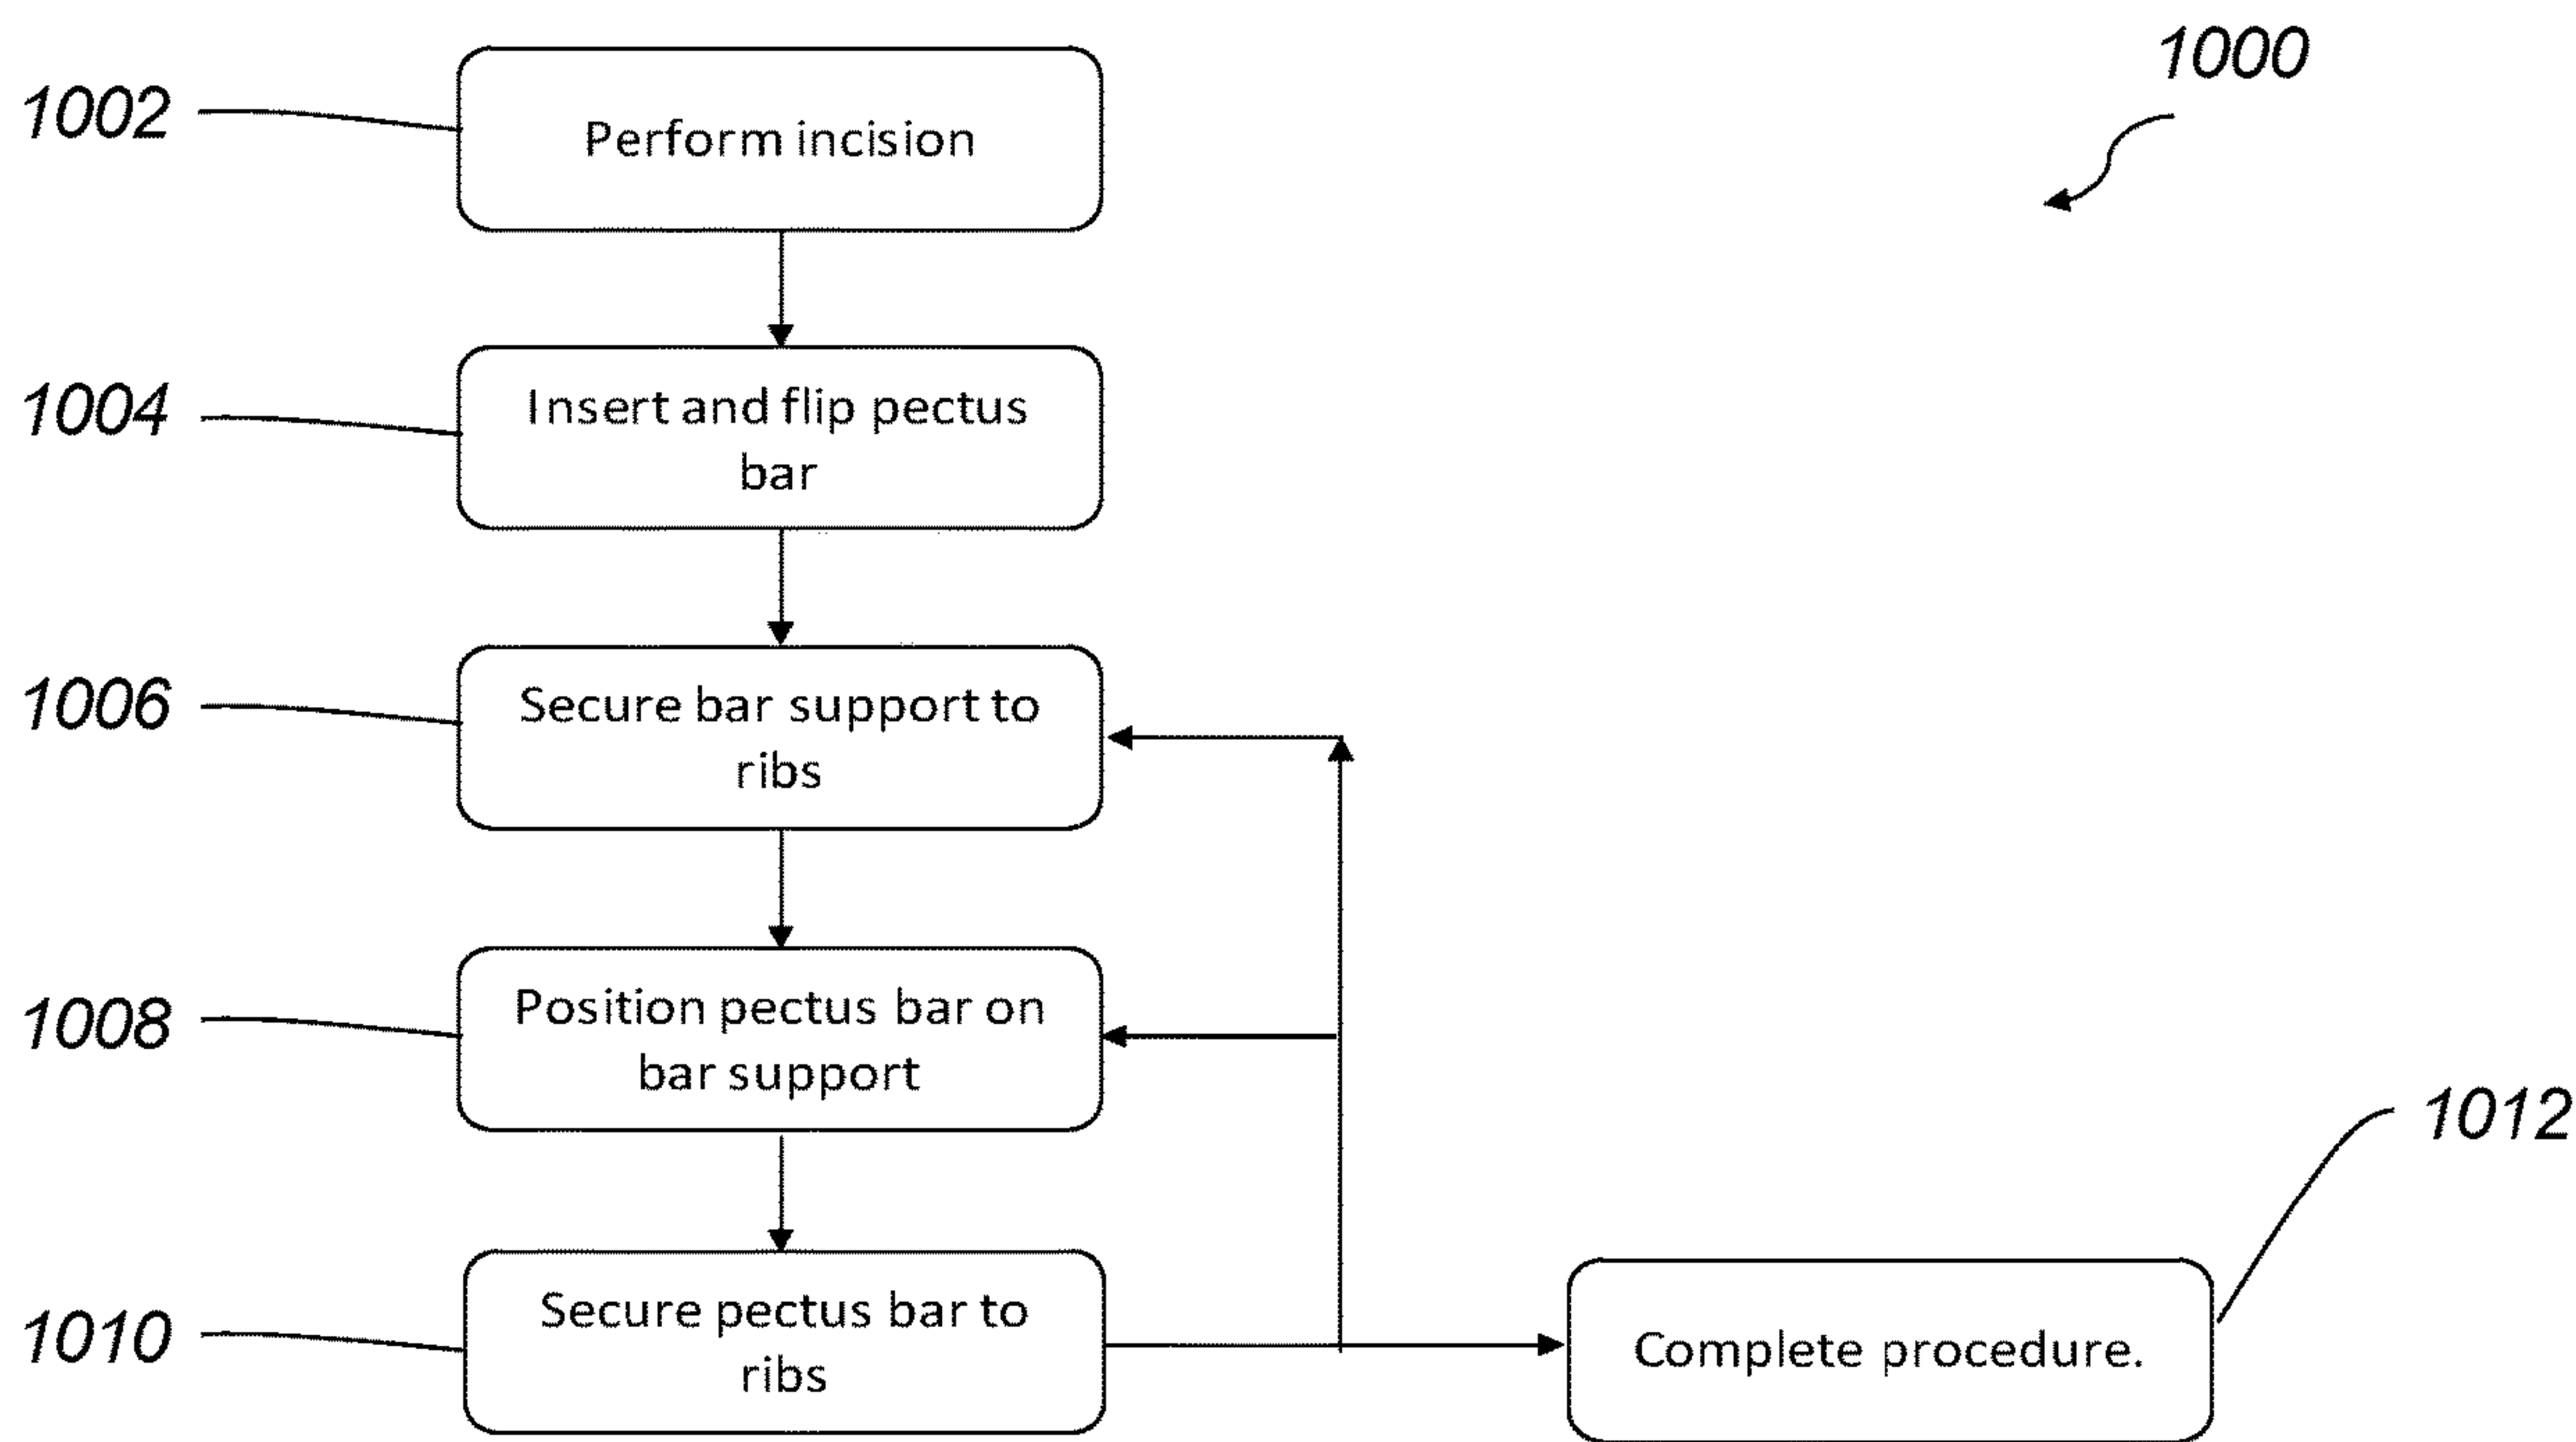 1000
1002
Perform incision
1004
Insert and flip pectus
bar
1006
Secure bar support to
ribs
1008
Position pectus bar on
bar support
1010
Secure pectus bar to
ribs
1012
Complete procedure.